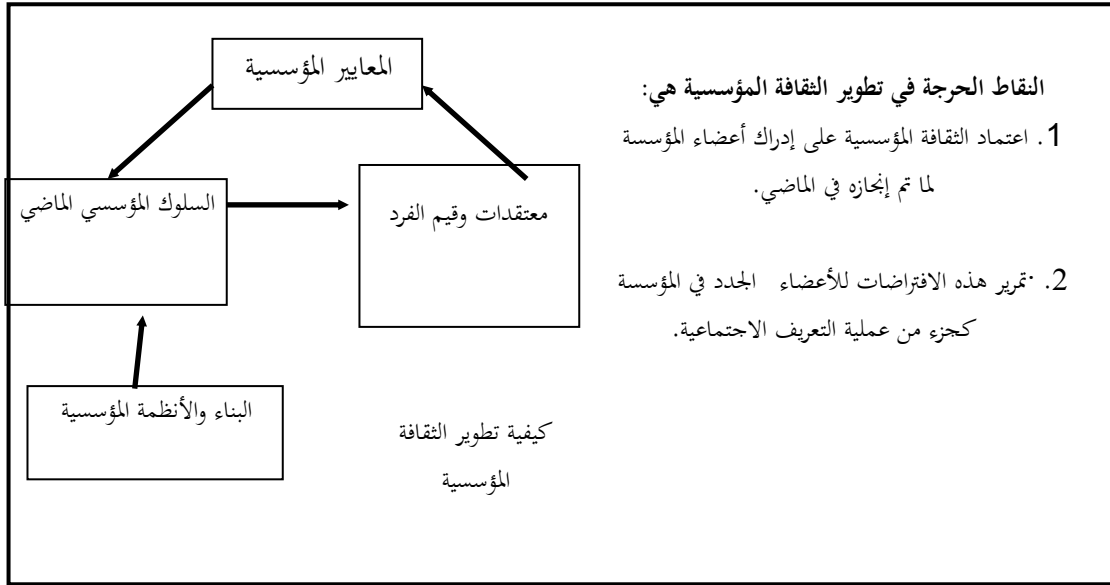 المعايير المؤسسية
النقاط الحرجة في تطوير الثقافة المؤسسية هي:
1. اعتماد الثقافة المؤسسية على إدراك أعضاء المؤسسة
لما تم إنجازه في الماضي.
السلوك المؤسسي الماضي
معتقدات وقيم الفرد
2. تمرير هذه الافتراضات للأعضاء الجدد في المؤسسة
كجزء من عملية التعريف الاجتماعية.
البناء والأنظمة المؤسسية
كيفية تطوير الثقافة
المؤسسية